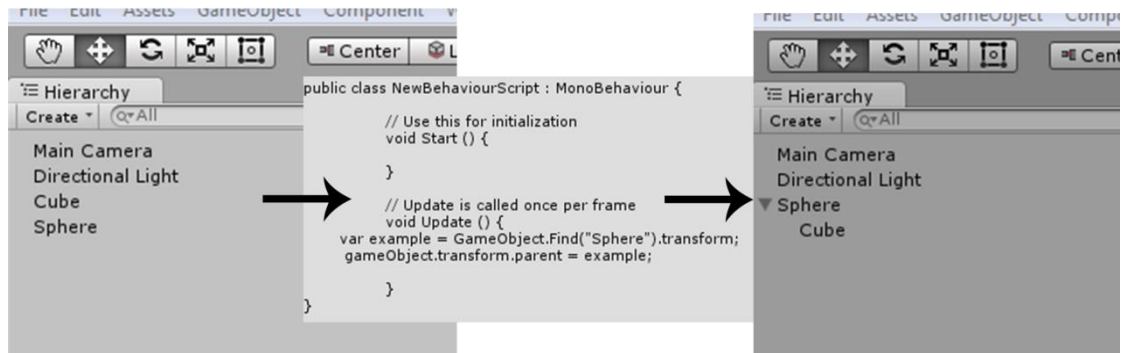 File Edit Assets GameObject Component
Center
Hierarchy
Create All
Main Camera
Directional Light
Cube
Sphere
public class NewBehaviourScript : MonoBehaviour {
// Use this for initialization
void Start () {
}
// Update is called once per frame
void Update () {
var example = GameObject.Find("Sphere").transform;
gameObject.transform.parent = example;
}
}
File Edit Assets GameObject
Hierarchy
Create All
Main Camera
Directional Light
Sphere
Cube